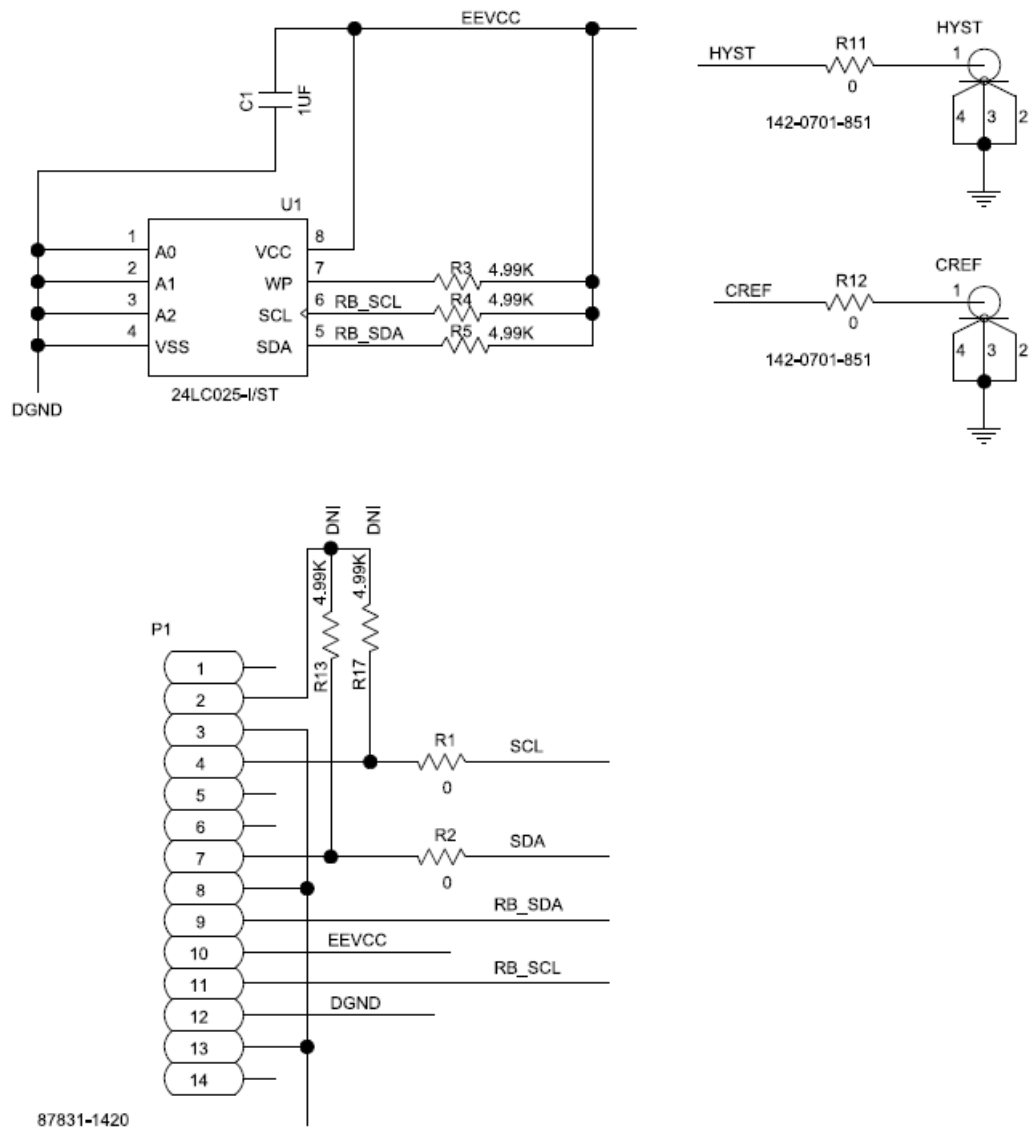 EEVCC
C1
1UF
U1
1 A0 VCC 8
2 A1 WP 7 R3 4.99K
3 A2 SCL 6 RB_SCL R4 4.99K
4 VSS SDA 5 RB_SDA R5 4.99K
24LC025-I/ST
DGND
HYST
HYST R11 1
0
142-0701-851
4 3 2
CREF
CREF R12 1
0
142-0701-851
4 3 2
DNI DNI
4.99K 4.99K
R13 R17
P1
1
2
3
4 R1 SCL
0
5
6
7 R2 SDA
0
8
9 RB_SDA
10 EEVCC
11 RB_SCL
12 DGND
13
14
87831-1420